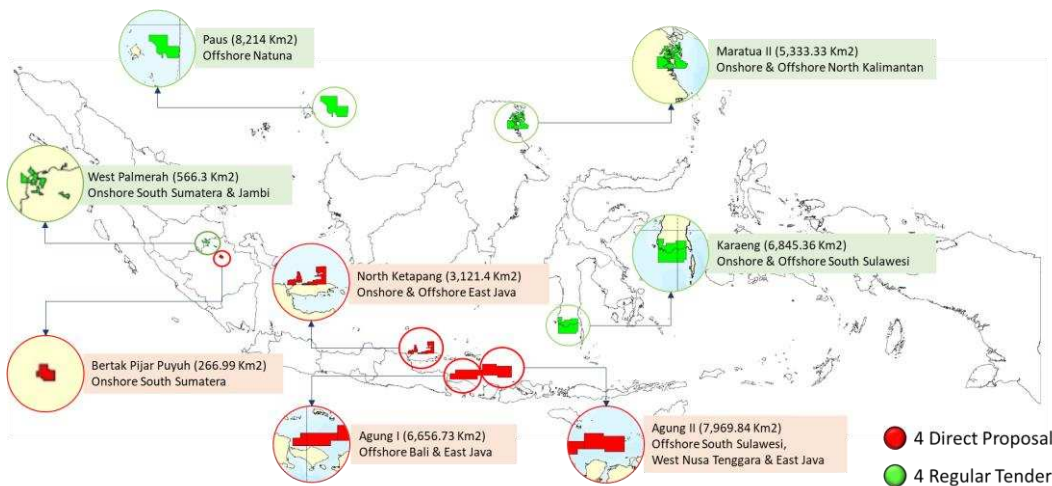 Paus (8,214 Km2)
Offshore Natuna
Maratua II (5,333.33 Km2)
Onshore & Offshore North Kalimantan
West Palmerah (566.3 Km2)
Onshore South Sumatera & Jambi
Karaeng (6,845.36 Km2)
Onshore & Offshore South Sulawesi
North Ketapang (3,121.4 Km2)
Onshore & Offshore East Java
Bertak Pijar Puyuh (266.99 Km2)
Onshore South Sumatera
Agung I (6,656.73 Km2)
Offshore Bali & East Java
Agung II (7,969.84 Km2)
Offshore South Sulawesi,
West Nusa Tenggara & East Java
4 Direct Proposal
4 Regular Tender